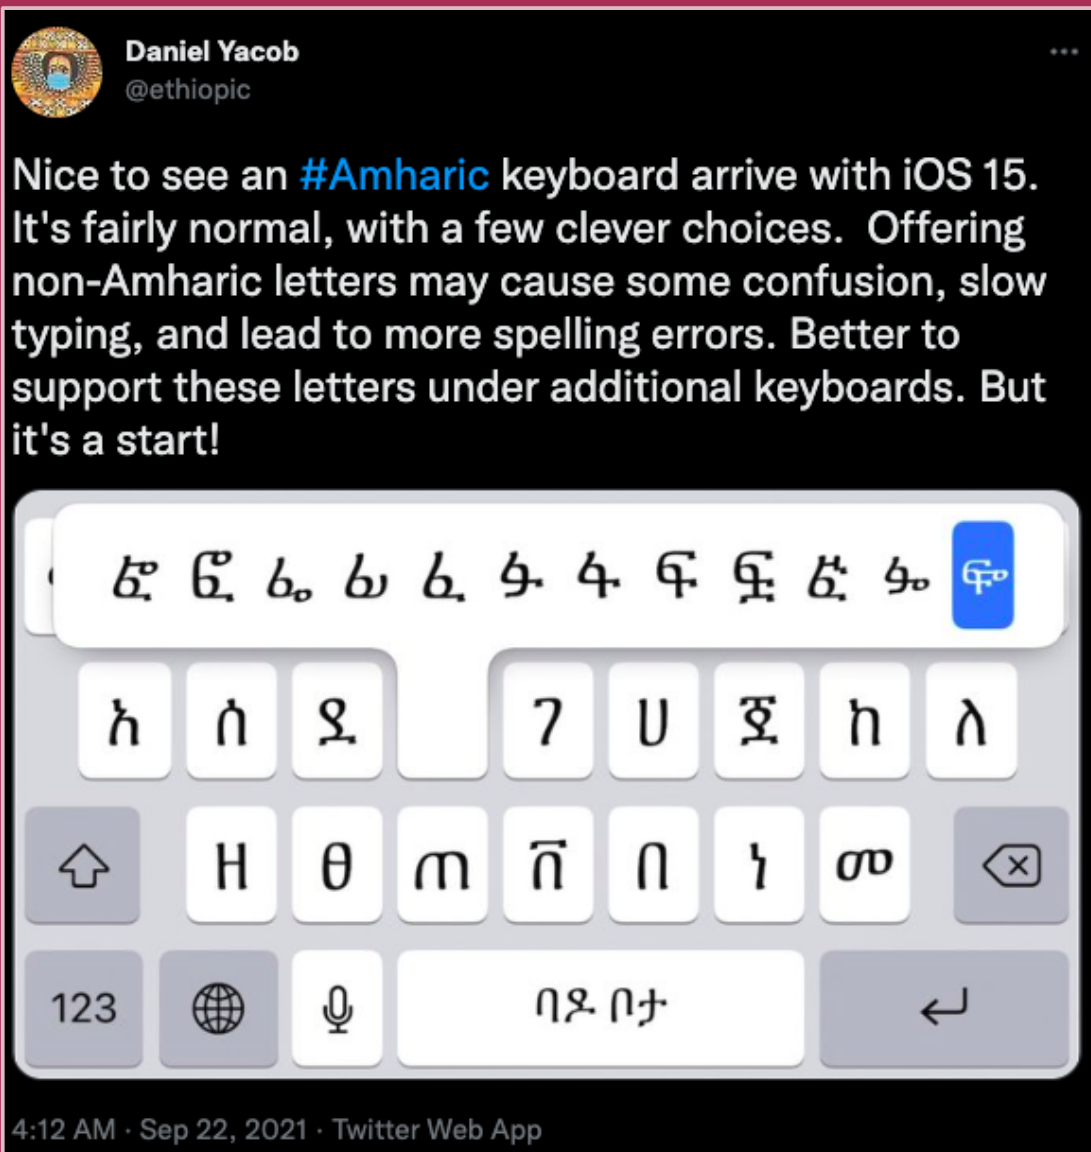 Daniel Yacob
@ethiopic
Nice to see an #Amharic keyboard arrive with iOS 15.
It's fairly normal, with a few clever choices.  Offering
non-Amharic letters may cause some confusion, slow
typing, and lead to more spelling errors. Better to
support these letters under additional keyboards. But
it's a start!
ፌ ፊ ፉ ፋ ፍ
አ ሰ ደ ገ ሀ ጀ ከ ለ
ዘ ፀ ጠ ቨ በ ነ መ
123 ባዶ ቦታ
4:12 AM · Sep 22, 2021 · Twitter Web App